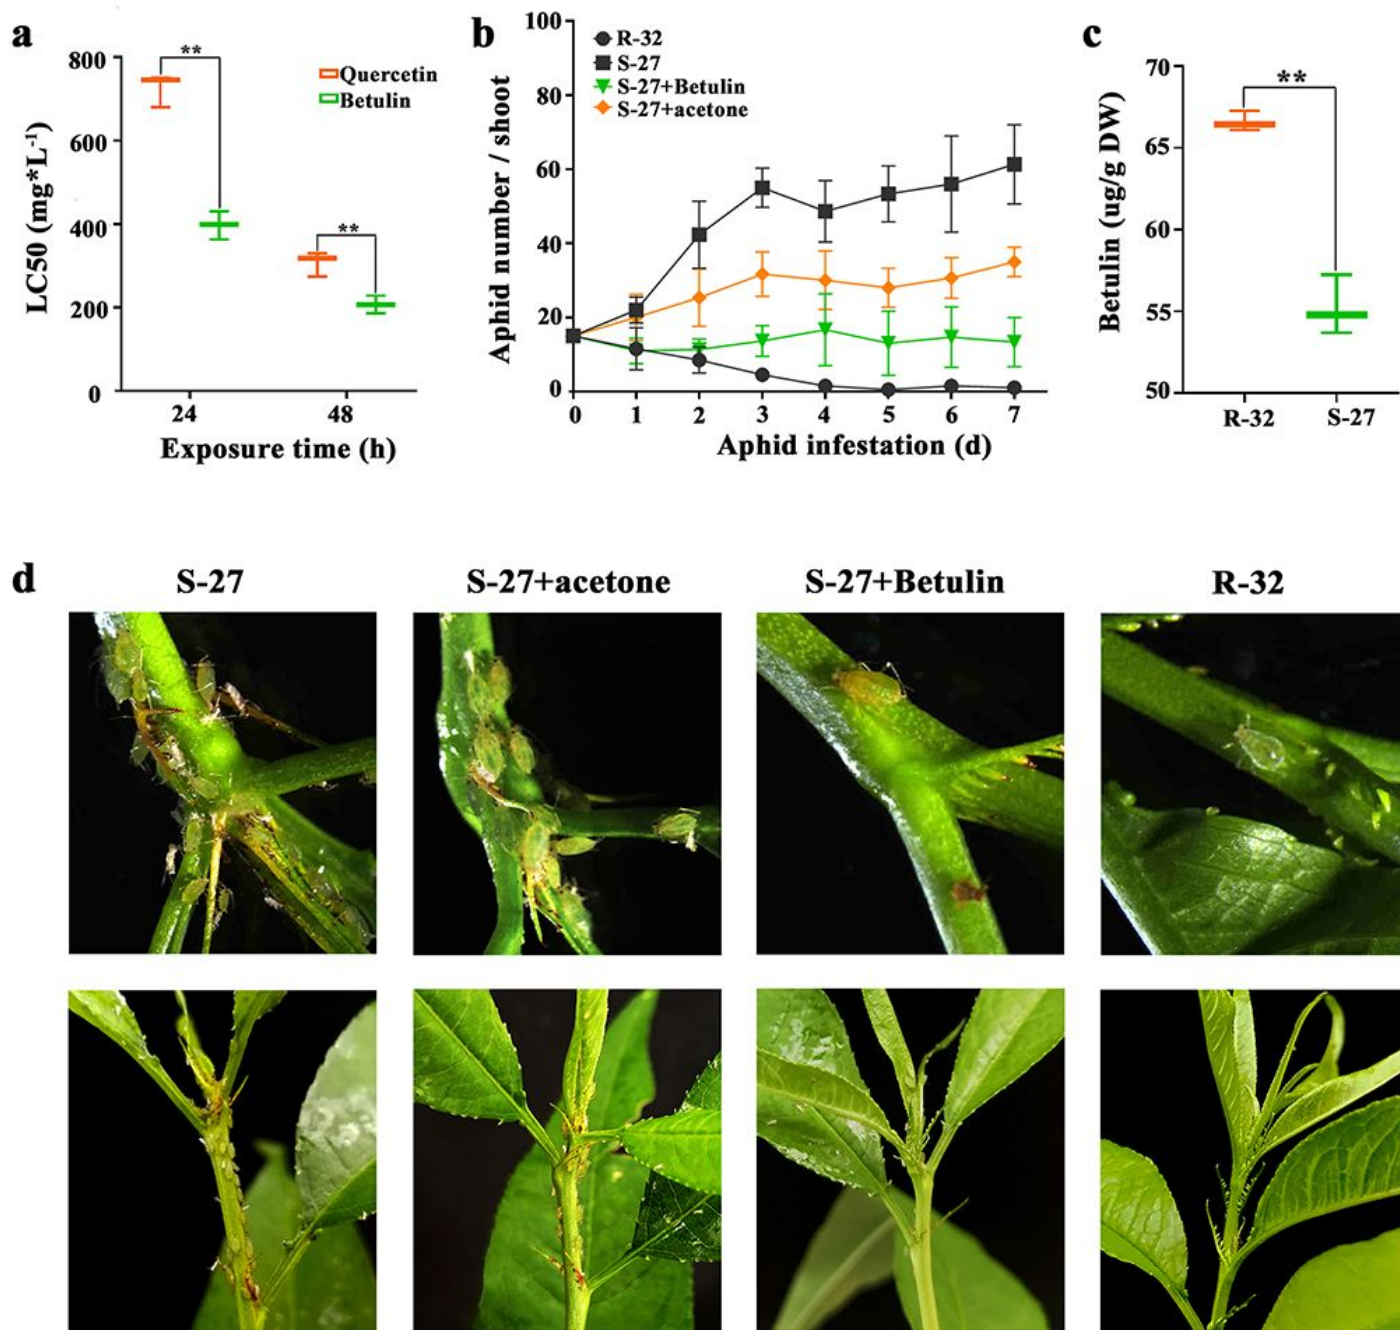 a
LC50 (mg*L-1)
800
600
400
200
0
**
**
Quercetin
Betulin
24
48
Exposure time (h)
b
Aphid number / shoot
100
80
60
40
20
0
R-32
S-27
S-27+Betulin
S-27+acetone
0 1 2 3 4 5 6 7
Aphid infestation (d)
c
Betulin (ug/g DW)
70
65
60
55
50
**
R-32 S-27
d
S-27
S-27+acetone
S-27+Betulin
R-32